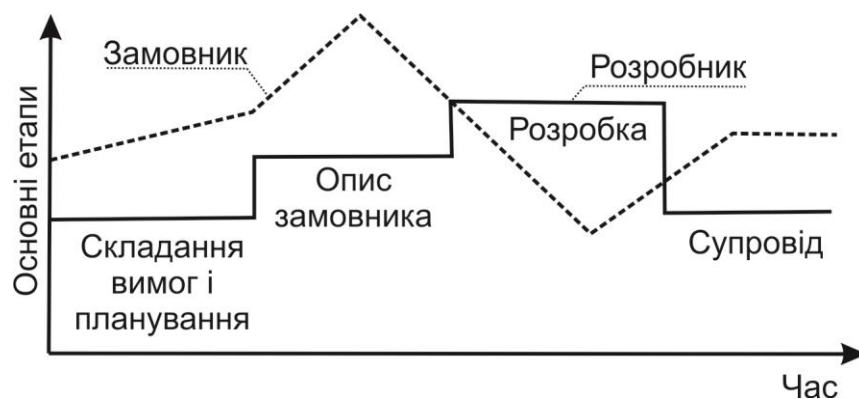 Основні етапи
Замовник
Розробник
Розробка
Опис
замовника
Складання
вимог і
планування
Супровід
Час